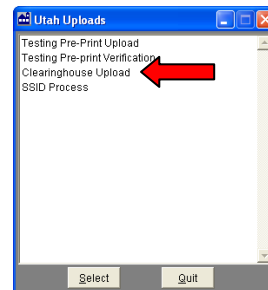 Utah Uploads
Testing Pre-Print Upload
Testing Pre-print Verification
Clearinghouse Upload
SSID Process
Select Quit